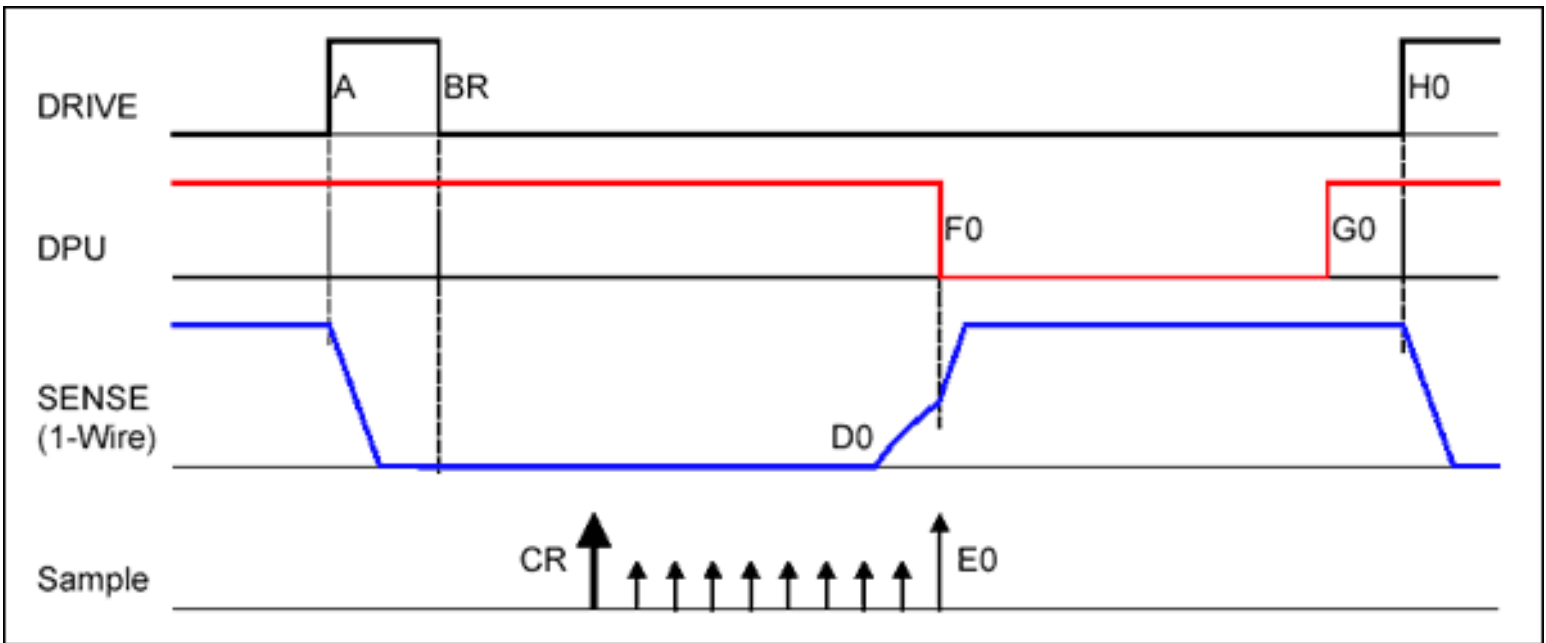 DRIVE
A
BR
H0
DPU
F0
G0
SENSE
(1-Wire)
D0
Sample
CR
E0